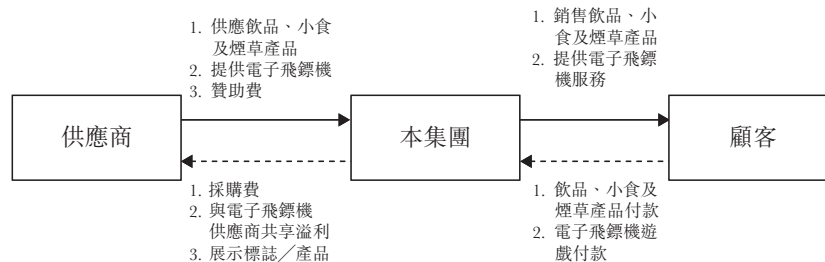 1. 供應飲品、小食
及煙草產品
2. 提供電子飛鏢機
3. 贊助費
1. 銷售飲品、小
食及煙草產品
2. 提供電子飛鏢
機服務
供應商
本集團
顧客
1. 採購費
2. 與電子飛鏢機
供應商共享溢利
3. 展示標誌／產品
1. 飲品、小食及
煙草產品付款
2. 電子飛鏢機遊
戲付款